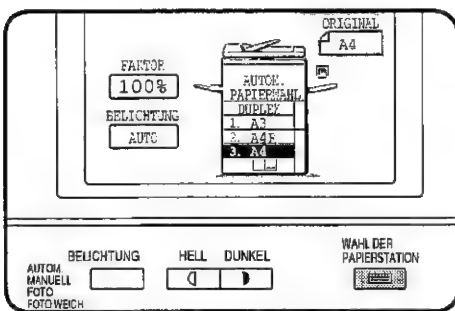 ORIGINAL
A4
FAKTOR
100%
BELICHTUNG
AUTO
AUTOM.
PAPIERWAHL
DUPLEX
1. A3
2. A4R
3. A4
BELICHTUNG
AUTOM.
MANUELL
FOTO
FOTO WEICH
HELL DUNKEL
WAHL DER
PAPIERSTATION